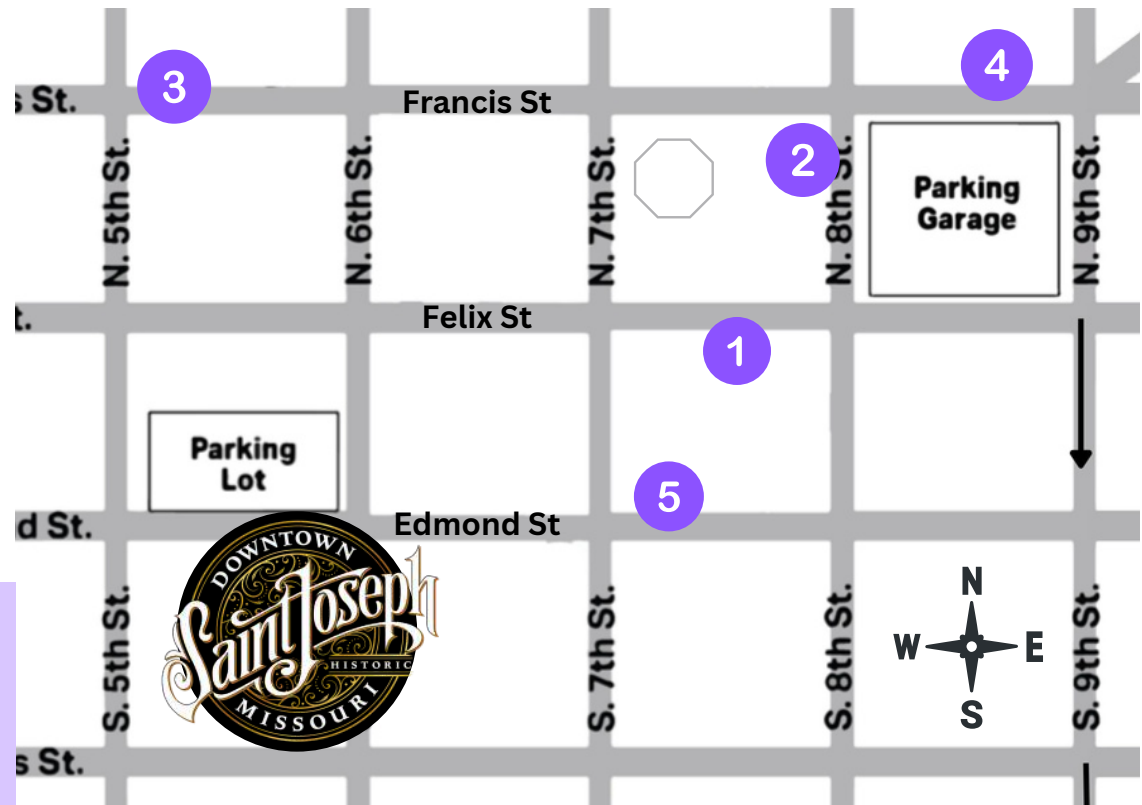 3
4
s St.
Francis St
N. 5th St.
N. 6th St.
N. 7th St.
2
N. 8th St.
Parking
Garage
N. 9th St.
t.
Felix St
1
Parking
Lot
5
d St.
Edmond St
DOWNTOWN
Saint Joseph
HISTORIC
MISSOURI
S. 5th St.
S. 7th St.
S. 8th St.
N
W
E
S
S. 9th St.
s St.